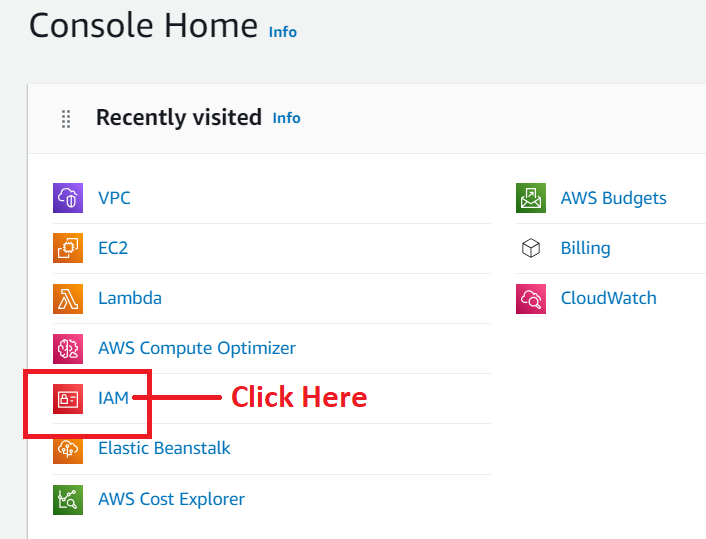 Console Home Info
Recently visited Info
VPC
EC2
Lambda
AWS Compute Optimizer
IAM Click Here
Elastic Beanstalk
AWS Cost Explorer
AWS Budgets
Billing
CloudWatch